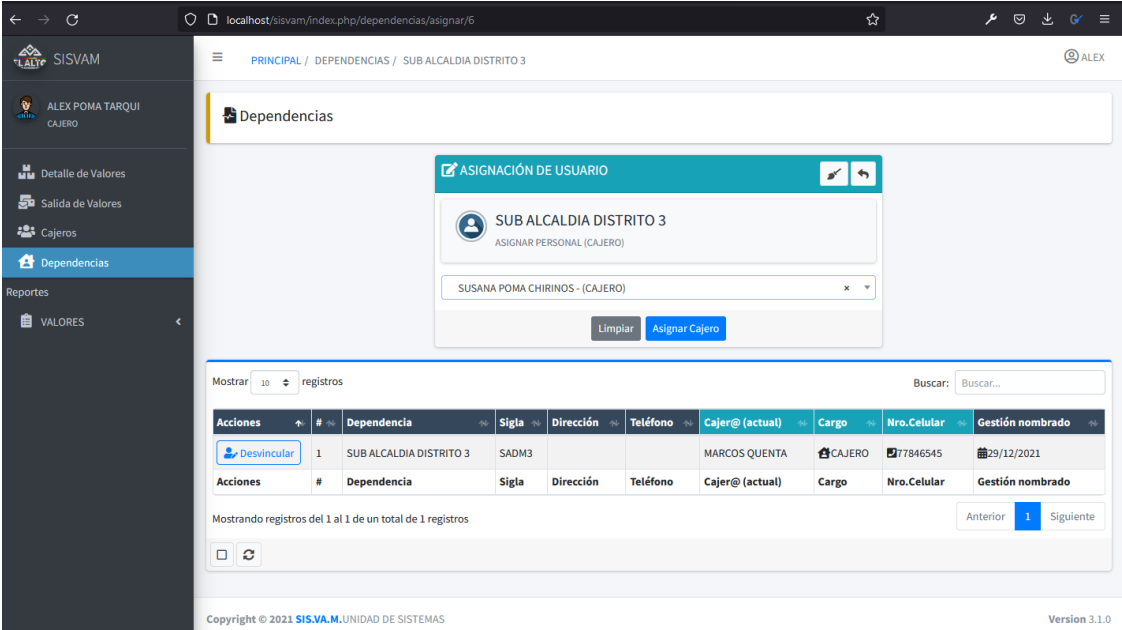 localhost/sisvam/index.php/dependencias/asignar/6
SISVAM
PRINCIPAL / DEPENDENCIAS / SUB ALCALDIA DISTRITO 3
ALEX
ALEX POMA TARQUI
CAJERO
Detalle de Valores
Salida de Valores
Cajeros
Dependencias
Reportes
VALORES
Dependencias
ASIGNACIÓN DE USUARIO
SUB ALCALDIA DISTRITO 3
ASIGNAR PERSONAL (CAJERO)
SUSANA POMA CHIRINOS - (CAJERO) ×
Limpiar Asignar Cajero
Mostrar 10 registros Buscar: Buscar...
Acciones # Dependencia Sigla Dirección Teléfono Cajer@ (actual) Cargo Nro.Celular Gestión nombrado
Desvincular 1 SUB ALCALDIA DISTRITO 3 SADM3 MARCOS QUENTA CAJERO 77846545 29/12/2021
Acciones # Dependencia Sigla Dirección Teléfono Cajer@ (actual) Cargo Nro.Celular Gestión nombrado
Mostrando registros del 1 al 1 de un total de 1 registros Anterior 1 Siguiente
Copyright © 2021 SIS.VA.M. UNIDAD DE SISTEMAS Version 3.1.0